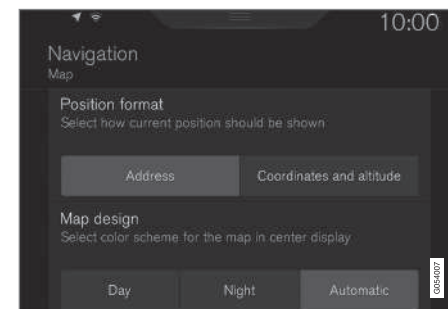 10:00
Navigation
Map
Position format
Select how current position should be shown
Address
Coordinates and altitude
Map design
Select color scheme for the map in center display
Day
Night
Automatic
G054007